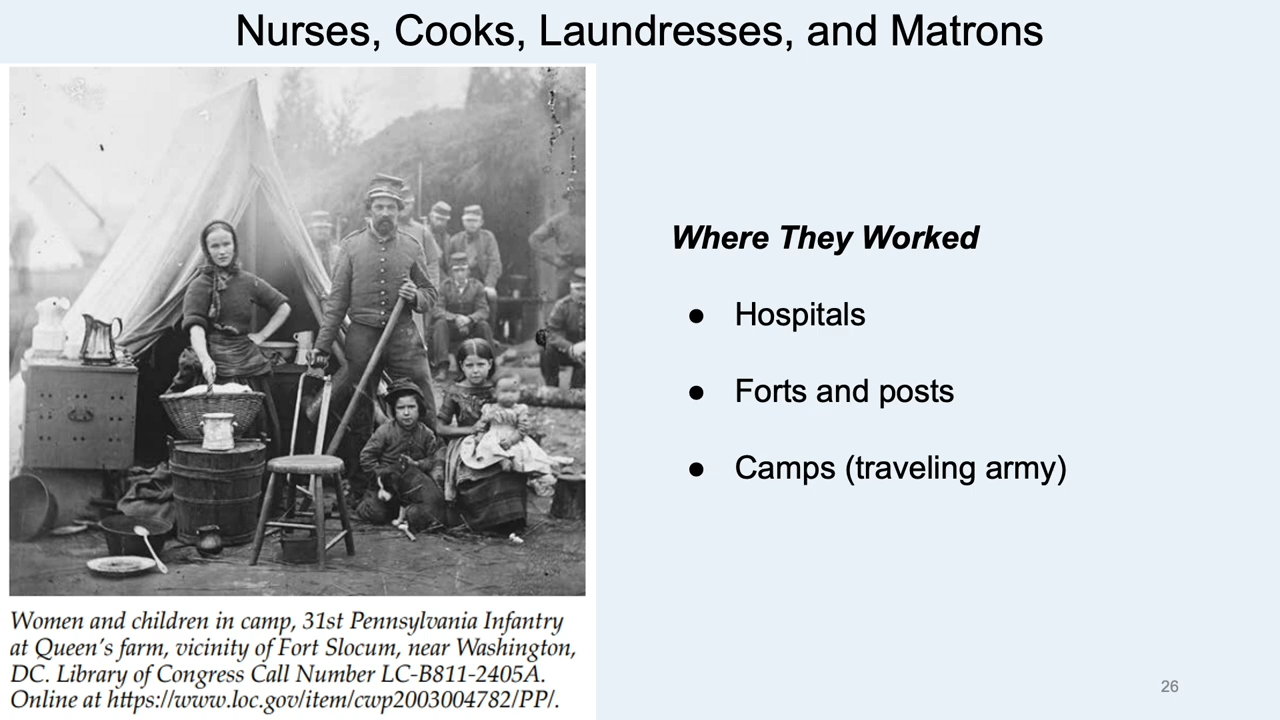 Nurses, Cooks, Laundresses, and Matrons
Where They Worked
● Hospitals
● Forts and posts
● Camps (traveling army)
Women and children in camp, 31st Pennsylvania Infantry
at Queen's farm, vicinity of Fort Slocum, near Washington,
DC. Library of Congress Call Number LC-B811-2405A.
Online at https://www.loc.gov/item/cwp2003004782/PP/.
26